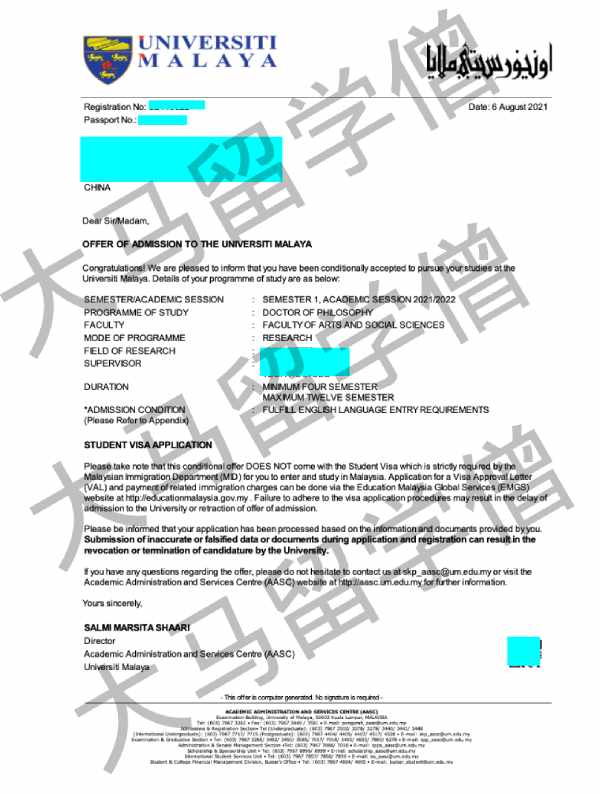 UNIVERSITI
MALAYA
اونيۏرسيتي ملايا
Registration No:
Date: 6 August 2021
Passport No.:
CHINA
Dear Sir/Madam,
OFFER OF ADMISSION TO THE UNIVERSITI MALAYA
Congratulations! We are pleased to inform that you have been conditionally accepted to pursue your studies at the
Universiti Malaya. Details of your programme of study are as below:
SEMESTER/ACADEMIC SESSION : SEMESTER 1, ACADEMIC SESSION 2021/2022
PROGRAMME OF STUDY : DOCTOR OF PHILOSOPHY
FACULTY : FACULTY OF ARTS AND SOCIAL SCIENCES
MODE OF PROGRAMME : RESEARCH
FIELD OF RESEARCH :
SUPERVISOR :
DURATION : MINIMUM FOUR SEMESTER
MAXIMUM TWELVE SEMESTER
*ADMISSION CONDITION : FULFILL ENGLISH LANGUAGE ENTRY REQUIREMENTS
(Please Refer to Appendix)
STUDENT VISA APPLICATION
Please take note that this conditional offer DOES NOT come with the Student Visa which is strictly required by the
Malaysian Immigration Department (MID) for you to enter and study in Malaysia. Application for a Visa Approval Letter
(VAL) and payment of related immigration charges can be done via the Education Malaysia Global Services (EMGS)
website at http://educationmalaysia.gov.my . Failure to adhere to the visa application procedures may result in the delay of
admission to the University or retraction of offer of admission.
Please be informed that your application has been processed based on the information and documents provided by you.
Submission of inaccurate or falsified data or documents during application and registration can result in the
revocation or termination of candidature by the University.
If you have any questions regarding the offer, please do not hesitate to contact us at skp_aasc@um.edu.my or visit the
Academic Administration and Services Centre (AASC) website at http://aasc.um.edu.my for further information.
Yours sincerely,
SALMI MARSITA SHAARI
Director
Academic Administration and Services Centre (AASC)
Universiti Malaya
- This offer is computer generated. No signature is required -
ACADEMIC ADMINISTRATION AND SERVICES CENTRE (AASC)
Examination Building, University of Malaya, 50603 Kuala Lumpur, MALAYSIA
大马留学僧
大马留学僧
大马留学僧